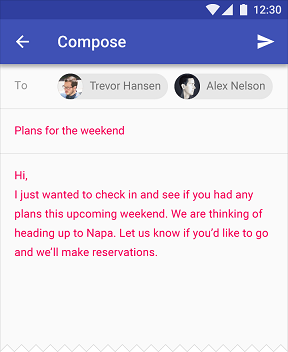 12:30
Compose
To Trevor Hansen Alex Nelson
Plans for the weekend
Hi,
I just wanted to check in and see if you had any
plans this upcoming weekend. We are thinking of
heading up to Napa. Let us know if you’d like to go
and we’ll make reservations.